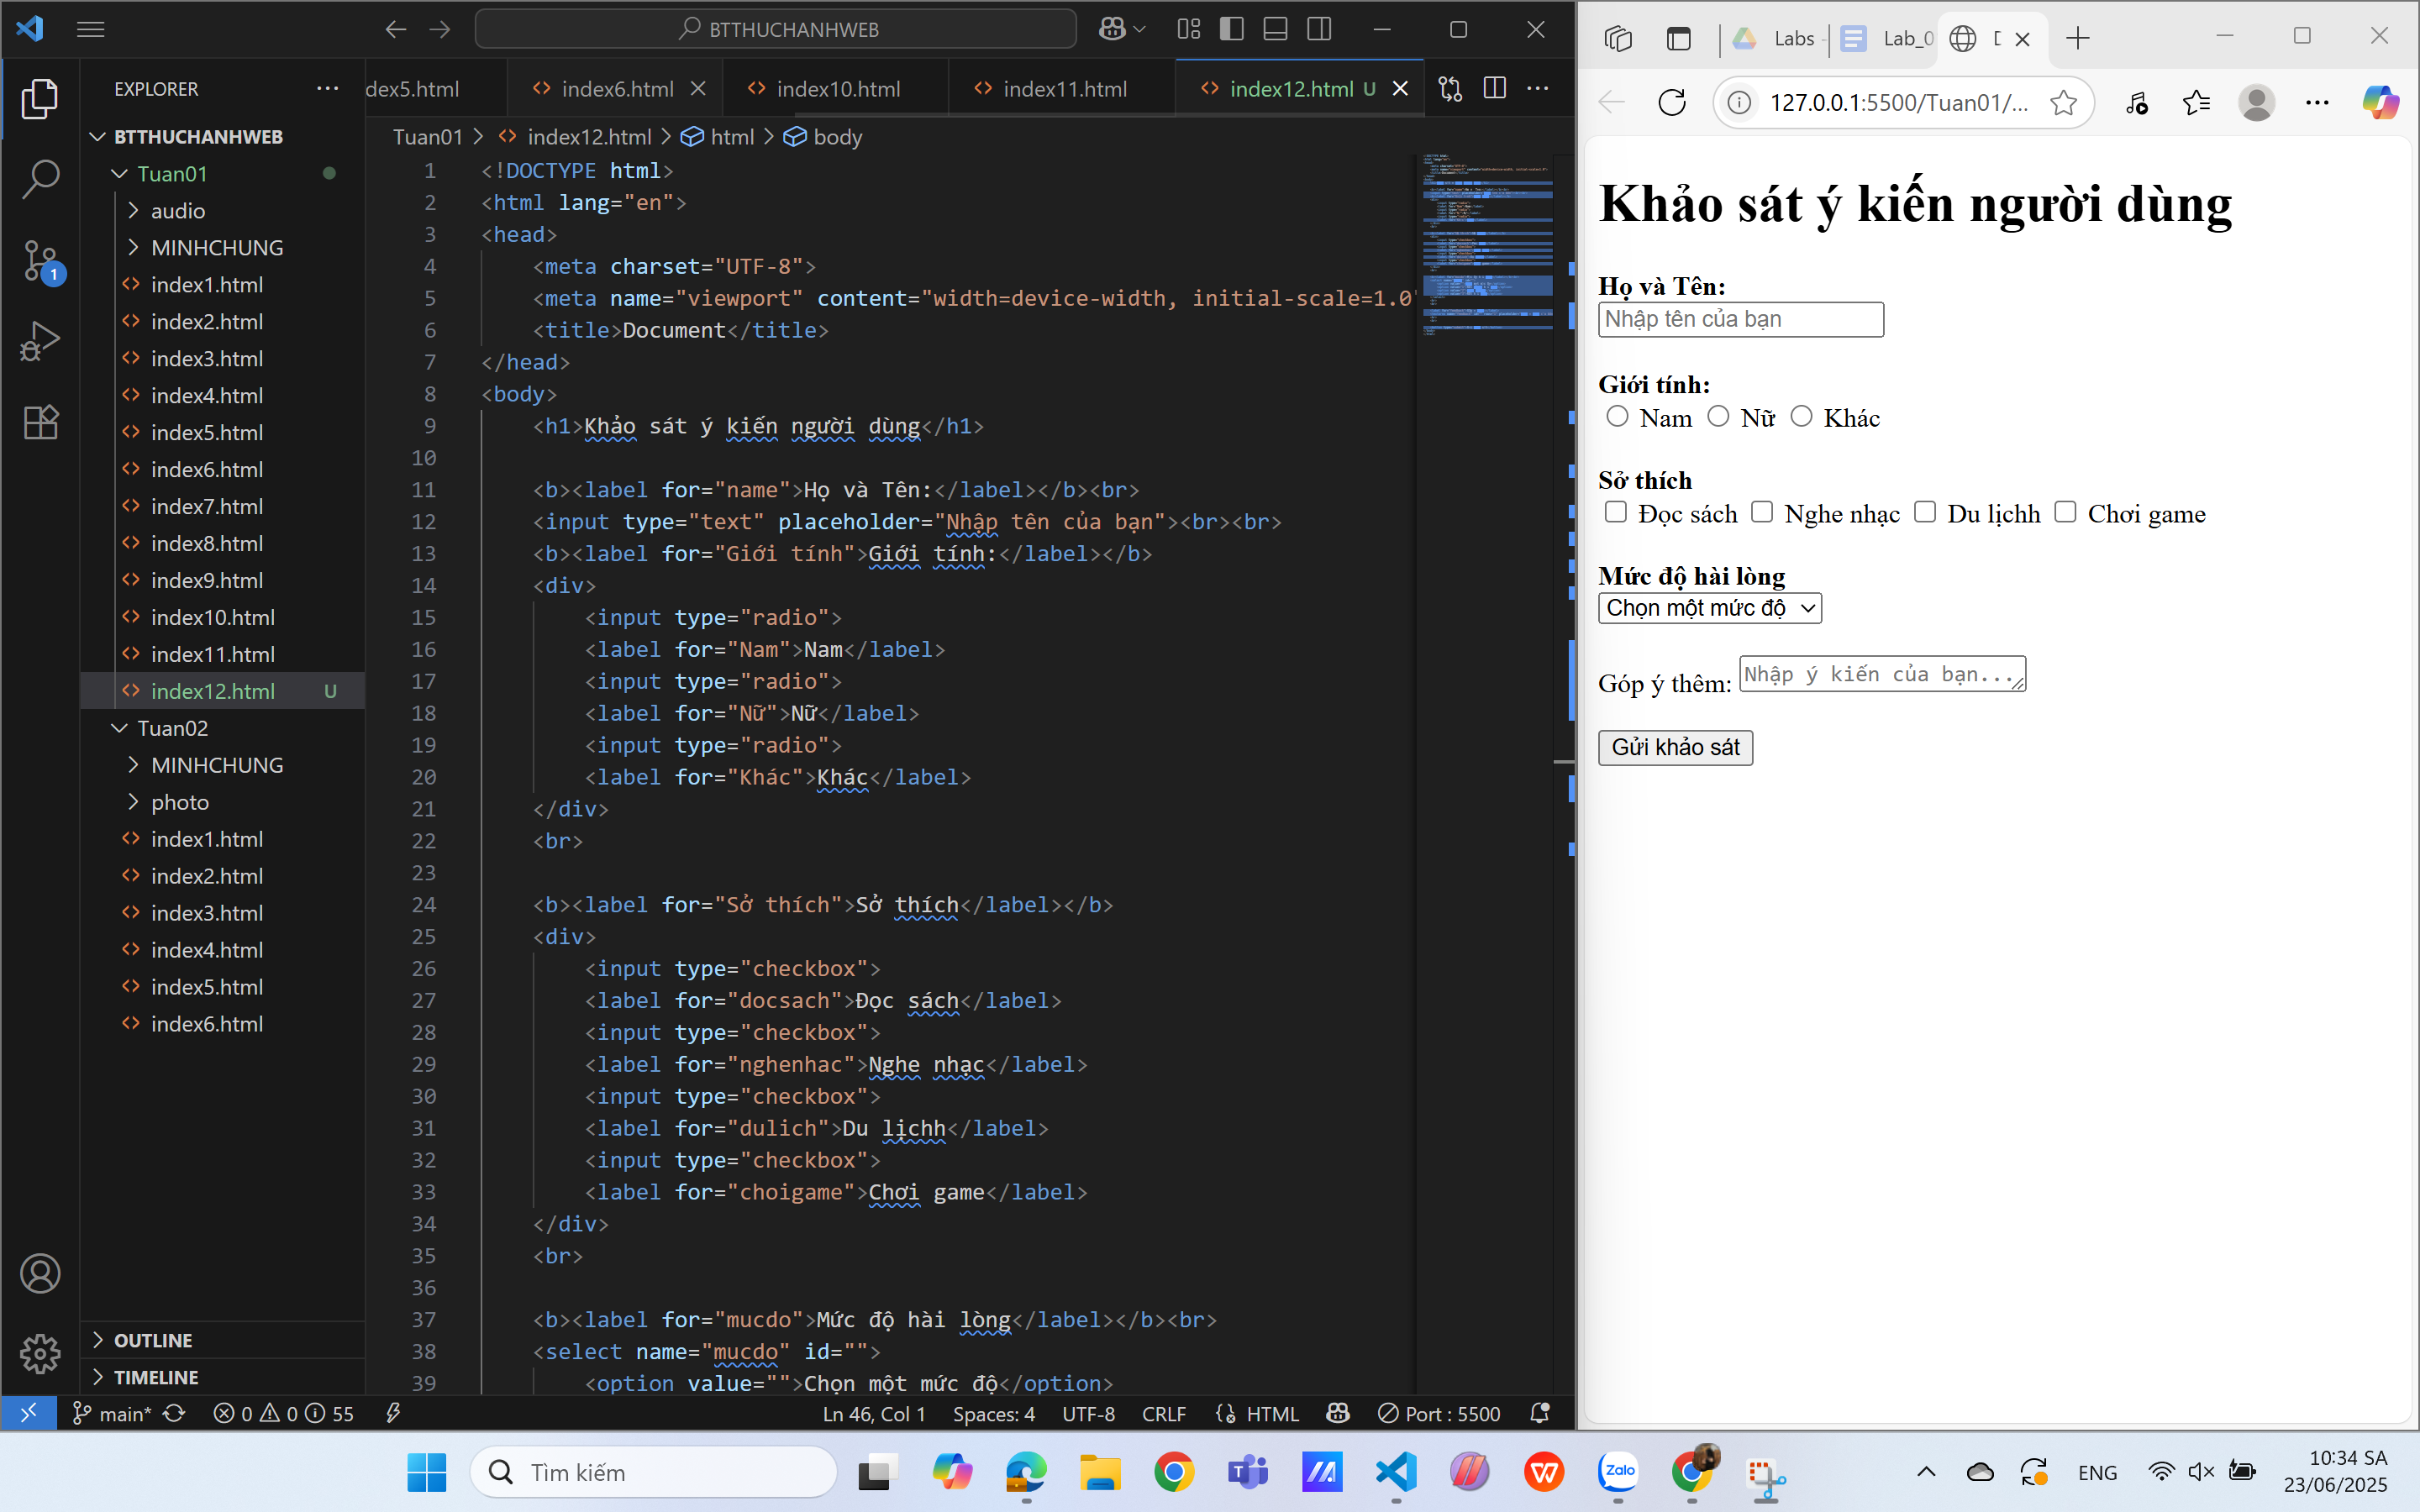 BTTHUCHANHWEB
EXPLORER
BTTHUCHANHWEB
Tuan01
audio
MINHCHUNG
index1.html
index2.html
index3.html
index4.html
index5.html
index6.html
index7.html
index8.html
index9.html
index10.html
index11.html
index12.html U
Tuan02
MINHCHUNG
photo
index1.html
index2.html
index3.html
index4.html
index5.html
index6.html
OUTLINE
TIMELINE
1
dex5.html
index6.html
index10.html
index11.html
index12.html U
Tuan01 > index12.html > html > body
1 <!DOCTYPE html>
2 <html lang="en">
3 <head>
4 <meta charset="UTF-8">
5 <meta name="viewport" content="width=device-width, initial-scale=1.0"
6 <title>Document</title>
7 </head>
8 <body>
9 <h1>Khảo sát ý kiến người dùng</h1>
10
11 <b><label for="name">Họ và Tên:</label></b><br>
12 <input type="text" placeholder="Nhập tên của bạn"><br><br>
13 <b><label for="Giới tính">Giới tính:</label></b>
14 <div>
15 <input type="radio">
16 <label for="Nam">Nam</label>
17 <input type="radio">
18 <label for="Nữ">Nữ</label>
19 <input type="radio">
20 <label for="Khác">Khác</label>
21 </div>
22 <br>
23
24 <b><label for="Sở thích">Sở thích</label></b>
25 <div>
26 <input type="checkbox">
27 <label for="docsach">Đọc sách</label>
28 <input type="checkbox">
29 <label for="nghenhac">Nghe nhạc</label>
30 <input type="checkbox">
31 <label for="dulich">Du lịchh</label>
32 <input type="checkbox">
33 <label for="choigame">Chơi game</label>
34 </div>
35 <br>
36
37 <b><label for="mucdo">Mức độ hài lòng</label></b><br>
38 <select name="mucdo" id="">
39 <option value="">Chọn một mức độ</option>
main* 0 0 55
Ln 46, Col 1 Spaces: 4 UTF-8 CRLF HTML Port : 5500
Labs - Lab_0
127.0.0.1:5500/Tuan01/...
Khảo sát ý kiến người dùng
Họ và Tên:
Nhập tên của bạn
Giới tính:
Nam Nữ Khác
Sở thích
Đọc sách Nghe nhạc Du lịchh Chơi game
Mức độ hài lòng
Chọn một mức độ
Góp ý thêm: Nhập ý kiến của bạn...
Gửi khảo sát
Tìm kiếm
Zalo
ENG
10:34 SA
23/06/2025